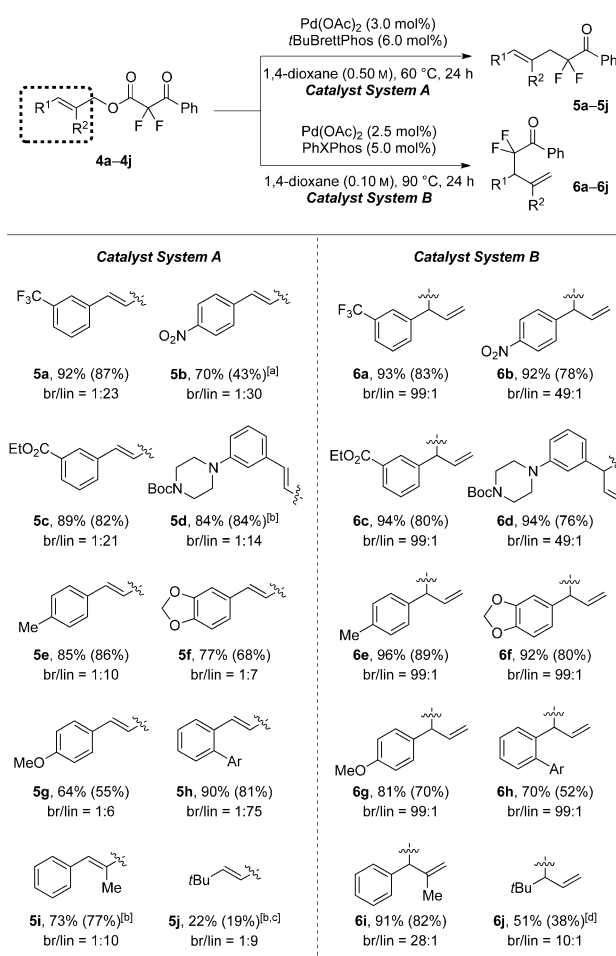 Pd(OAc)2 (3.0 mol%)
tBuBrettPhos (6.0 mol%)
1,4-dioxane (0.50 M), 60 °C, 24 h
Catalyst System A
R1
R2
O
O
O
Ph
F
F
4a–4j
R1
R2
O
Ph
F
F
5a–5j
Pd(OAc)2 (2.5 mol%)
PhXPhos (5.0 mol%)
1,4-dioxane (0.10 M), 90 °C, 24 h
Catalyst System B
F
F
O
Ph
R1
R2
6a–6j
Catalyst System A
Catalyst System B
F3C
O2N
F3C
O2N
5a, 92% (87%)
br/lin = 1:23
5b, 70% (43%)[a]
br/lin = 1:30
6a, 93% (83%)
br/lin = 99:1
6b, 92% (78%)
br/lin = 49:1
EtO2C
N
N
Boc
EtO2C
N
N
Boc
5c, 89% (82%)
br/lin = 1:21
5d, 84% (84%)[b]
br/lin = 1:14
6c, 94% (80%)
br/lin = 99:1
6d, 94% (76%)
br/lin = 49:1
Me
O
O
Me
O
O
5e, 85% (86%)
br/lin = 1:10
5f, 77% (68%)
br/lin = 1:7
6e, 96% (89%)
br/lin = 99:1
6f, 92% (80%)
br/lin = 99:1
MeO
Ar
MeO
Ar
5g, 64% (55%)
br/lin = 1:6
5h, 90% (81%)
br/lin = 1:75
6g, 81% (70%)
br/lin = 99:1
6h, 70% (52%)
br/lin = 99:1
Me
tBu
Me
tBu
5i, 73% (77%)[b]
br/lin = 1:10
5j, 22% (19%)[b,c]
br/lin = 1:9
6i, 91% (82%)
br/lin = 28:1
6j, 51% (38%)[d]
br/lin = 10:1